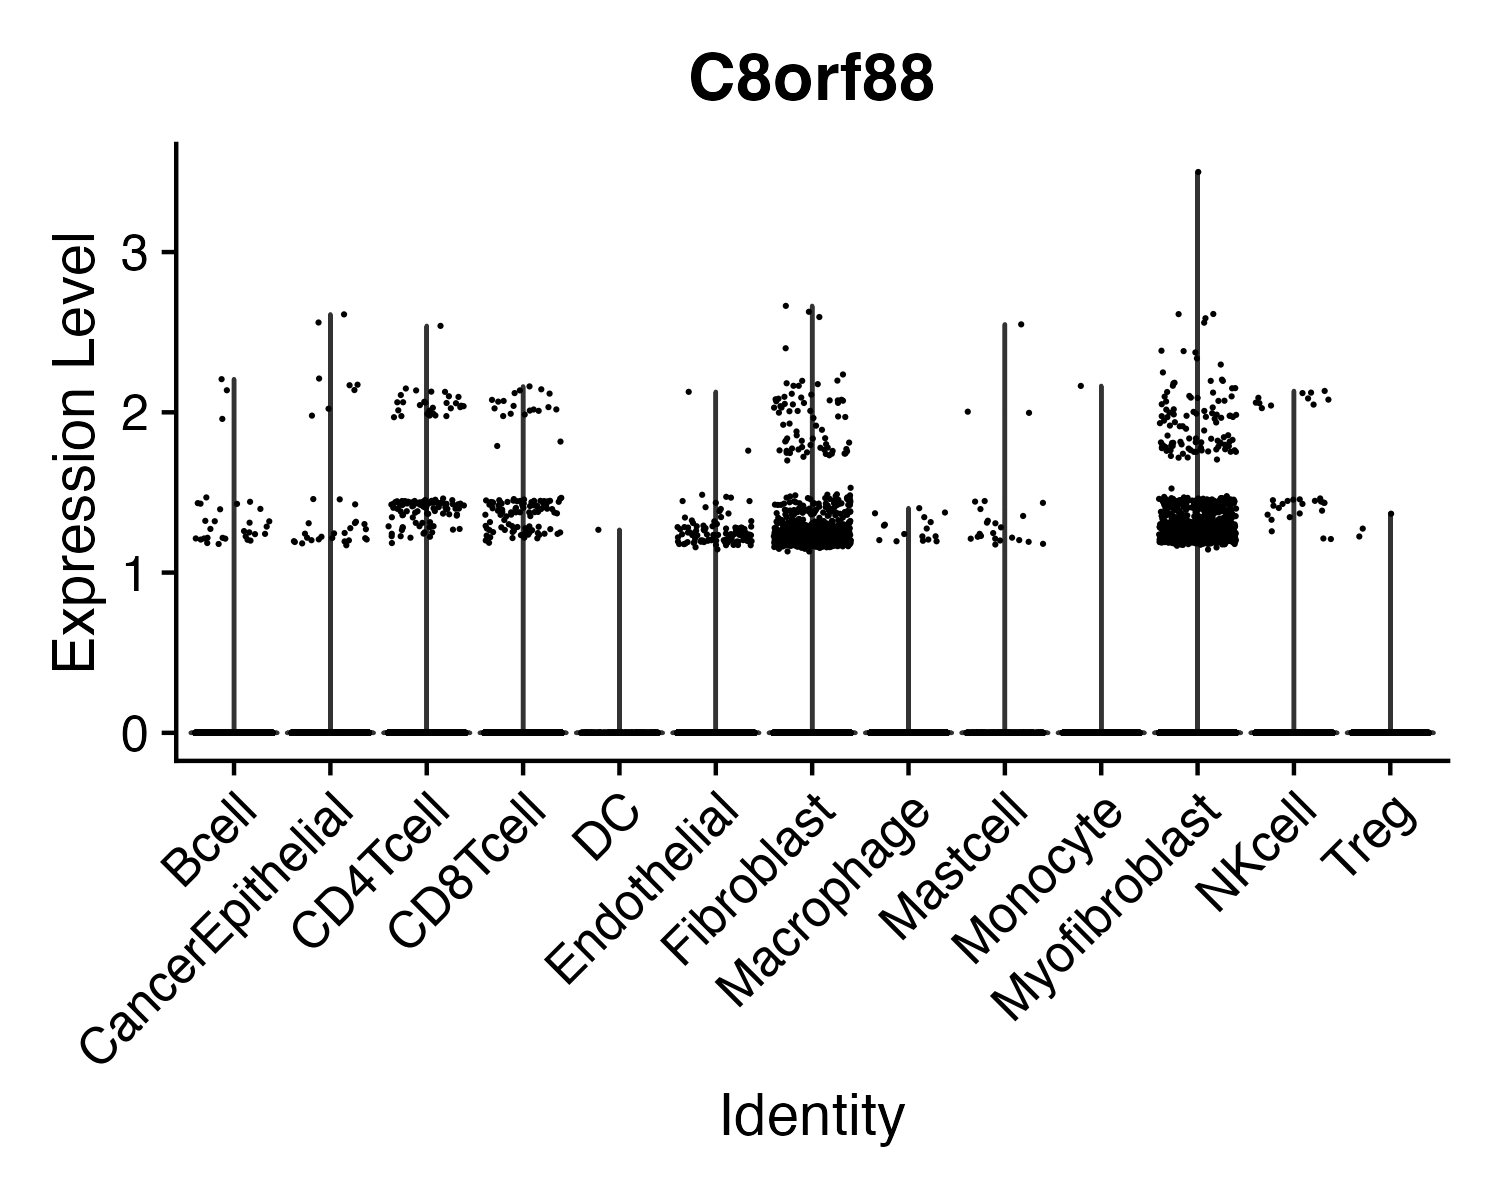 C8orf88
Expression Level
3
2
1
0
Bcell
CancerEpithelial
CD4Tcell
CD8Tcell
DC
Endothelial
Fibroblast
Macrophage
Mastcell
Monocyte
Myofibroblast
NKcell
Treg
Identity